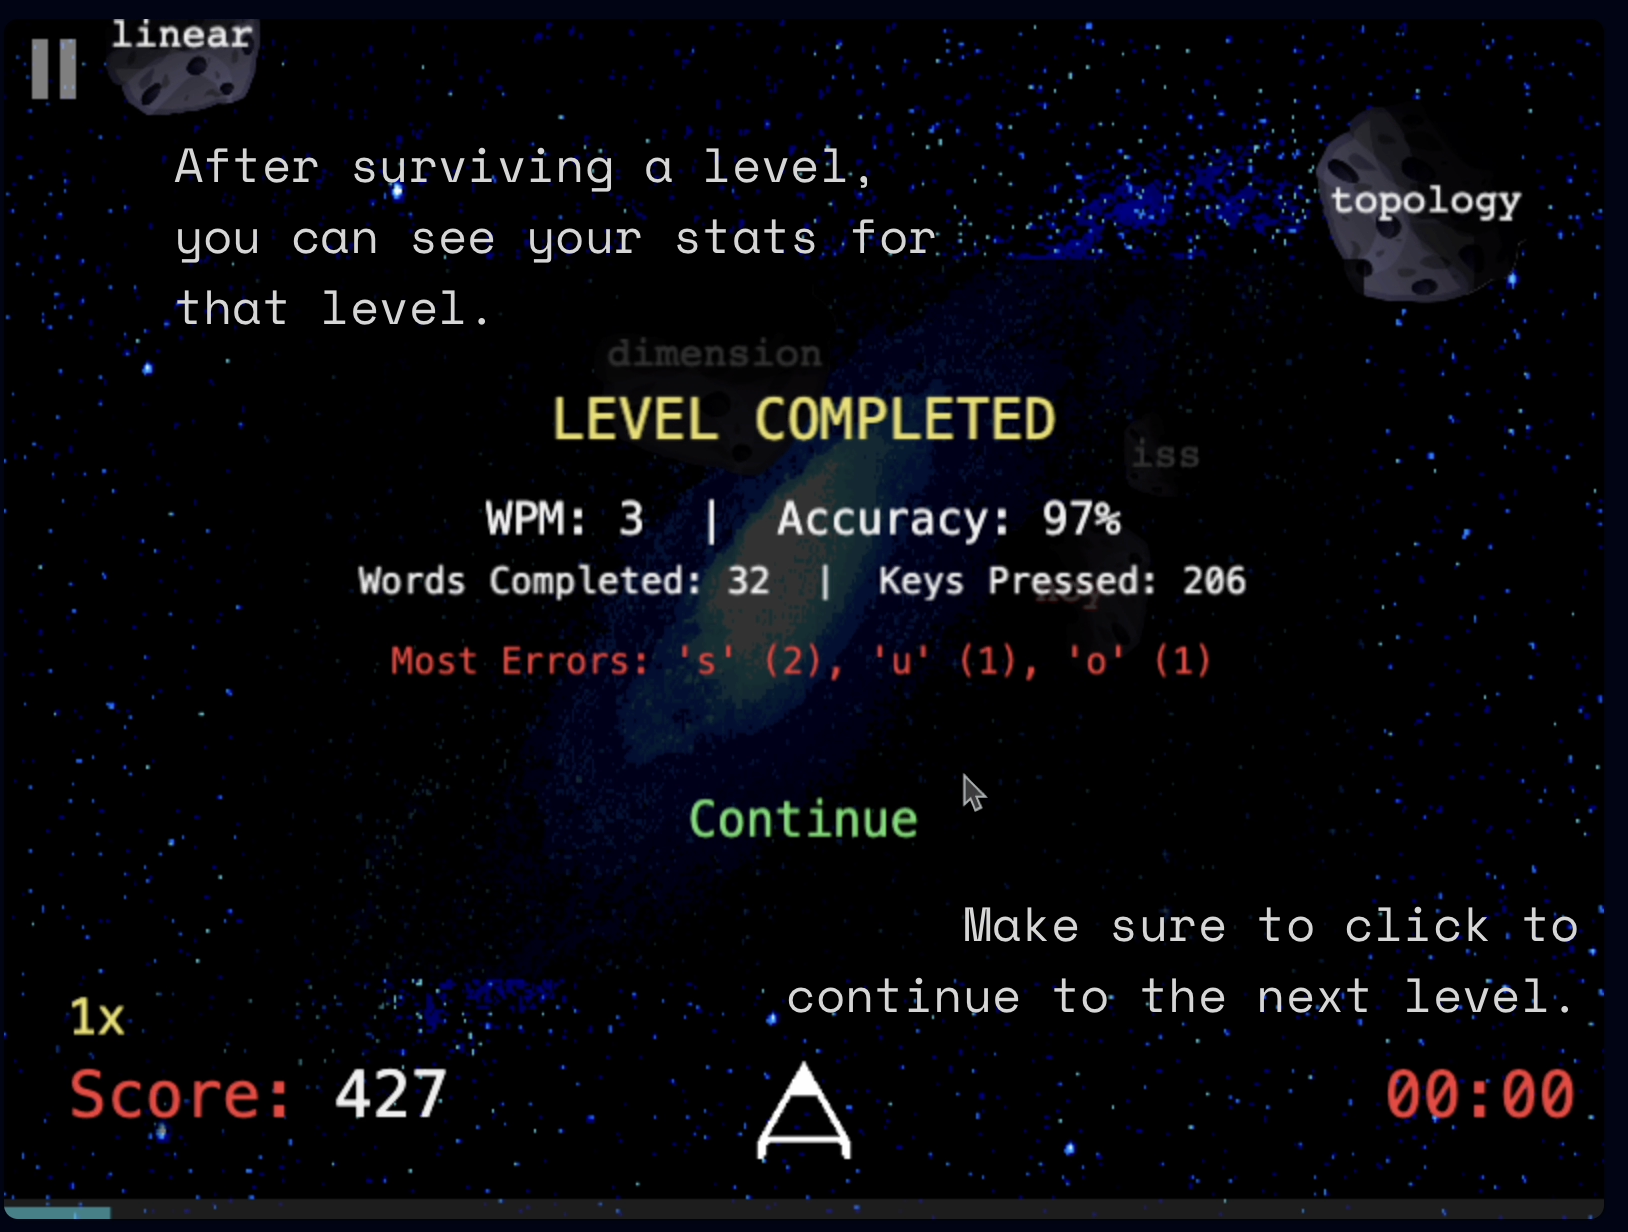 linear
After surviving a level,
you can see your stats for
that level.
topology
dimension
LEVEL COMPLETED
iss
WPM: 3 | Accuracy: 97%
Words Completed: 32 | Keys Pressed: 206
Most Errors: 's' (2), 'u' (1), 'o' (1)
Continue
Make sure to click to
continue to the next level.
1x
Score: 427
00:00